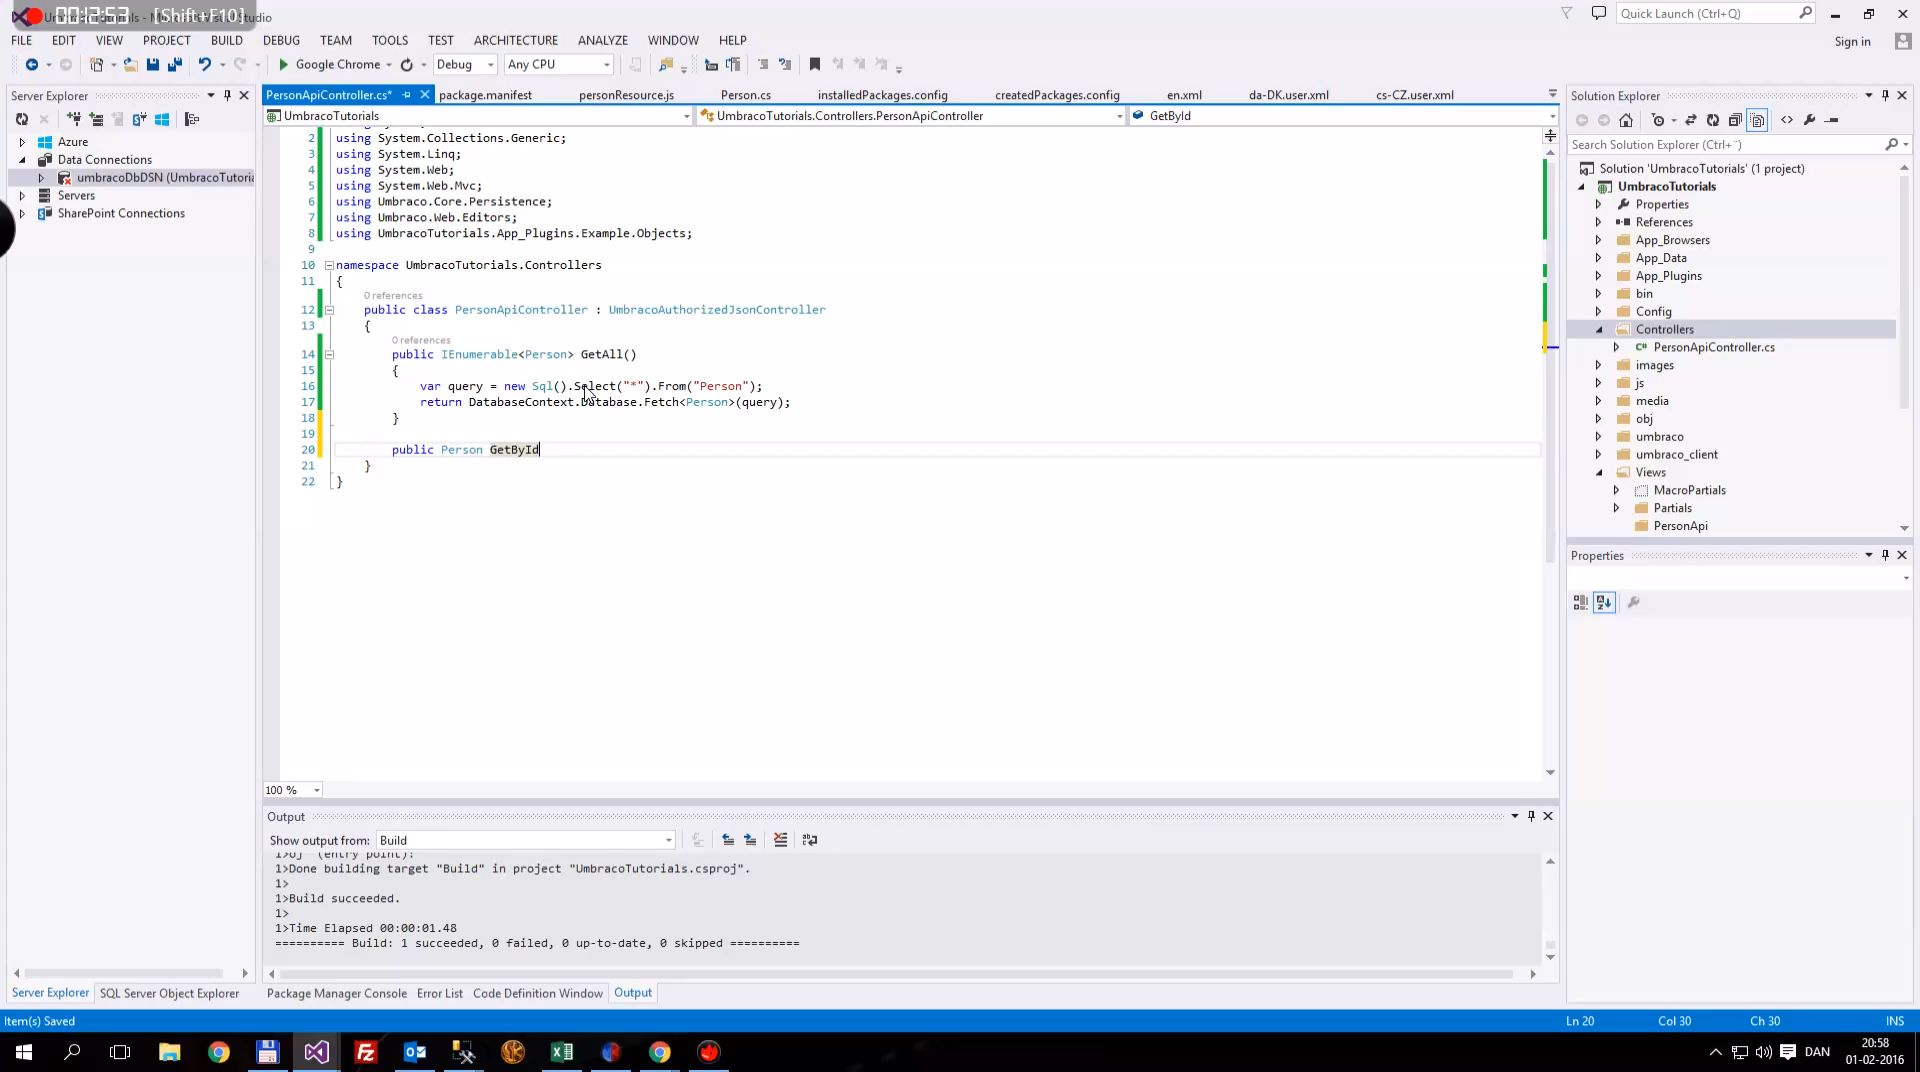 00:12:53 [Shift+F10] Studio
Quick Launch (Ctrl+Q)
FILE EDIT VIEW PROJECT BUILD DEBUG TEAM TOOLS TEST ARCHITECTURE ANALYZE WINDOW HELP
Sign in
Google Chrome Debug Any CPU
Server Explorer
Azure
Data Connections
umbracoDbDSN (UmbracoTutoria
Servers
SharePoint Connections
PersonApiController.cs* package.manifest personResource.js Person.cs installedPackages.config createdPackages.config en.xml da-DK.user.xml cs-CZ.user.xml
UmbracoTutorials UmbracoTutorials.Controllers.PersonApiController GetById
2 using System.Collections.Generic;
3 using System.Linq;
4 using System.Web;
5 using System.Web.Mvc;
6 using Umbraco.Core.Persistence;
7 using Umbraco.Web.Editors;
8 using UmbracoTutorials.App_Plugins.Example.Objects;
9
10 namespace UmbracoTutorials.Controllers
11 {
0 references
12 public class PersonApiController : UmbracoAuthorizedJsonController
13 {
0 references
14 public IEnumerable<Person> GetAll()
15 {
16 var query = new Sql().Select("*").From("Person");
17 return DatabaseContext.Database.Fetch<Person>(query);
18 }
19
20 public Person GetById
21 }
22 }
100 %
Output
Show output from: Build
1>Done building target "Build" in project "UmbracoTutorials.csproj".
1>
1>Build succeeded.
1>
1>Time Elapsed 00:00:01.48
========== Build: 1 succeeded, 0 failed, 0 up-to-date, 0 skipped ==========
Server Explorer SQL Server Object Explorer
Package Manager Console Error List Code Definition Window Output
Solution Explorer
Search Solution Explorer (Ctrl+¨)
Solution 'UmbracoTutorials' (1 project)
UmbracoTutorials
Properties
References
App_Browsers
App_Data
App_Plugins
bin
Config
Controllers
C# PersonApiController.cs
images
js
media
obj
umbraco
umbraco_client
Views
MacroPartials
Partials
PersonApi
Properties
Item(s) Saved Ln 20 Col 30 Ch 30 INS
DAN
20:58
01-02-2016